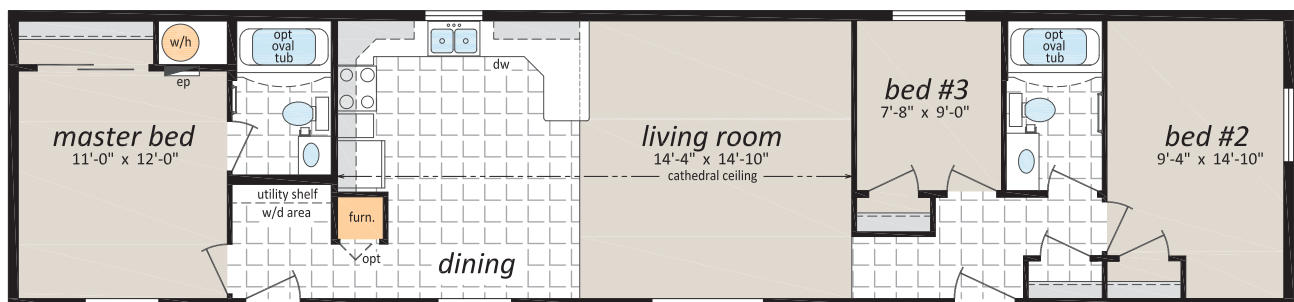 w/h
ep
opt
oval
tub
master bed
11'-0" x 12'-0"
utility shelf
w/d area
furn.
opt
dw
dining
living room
14'-4" x 14'-10"
cathedral ceiling
bed #3
7'-8" x 9'-0"
opt
oval
tub
bed #2
9'-4" x 14'-10"